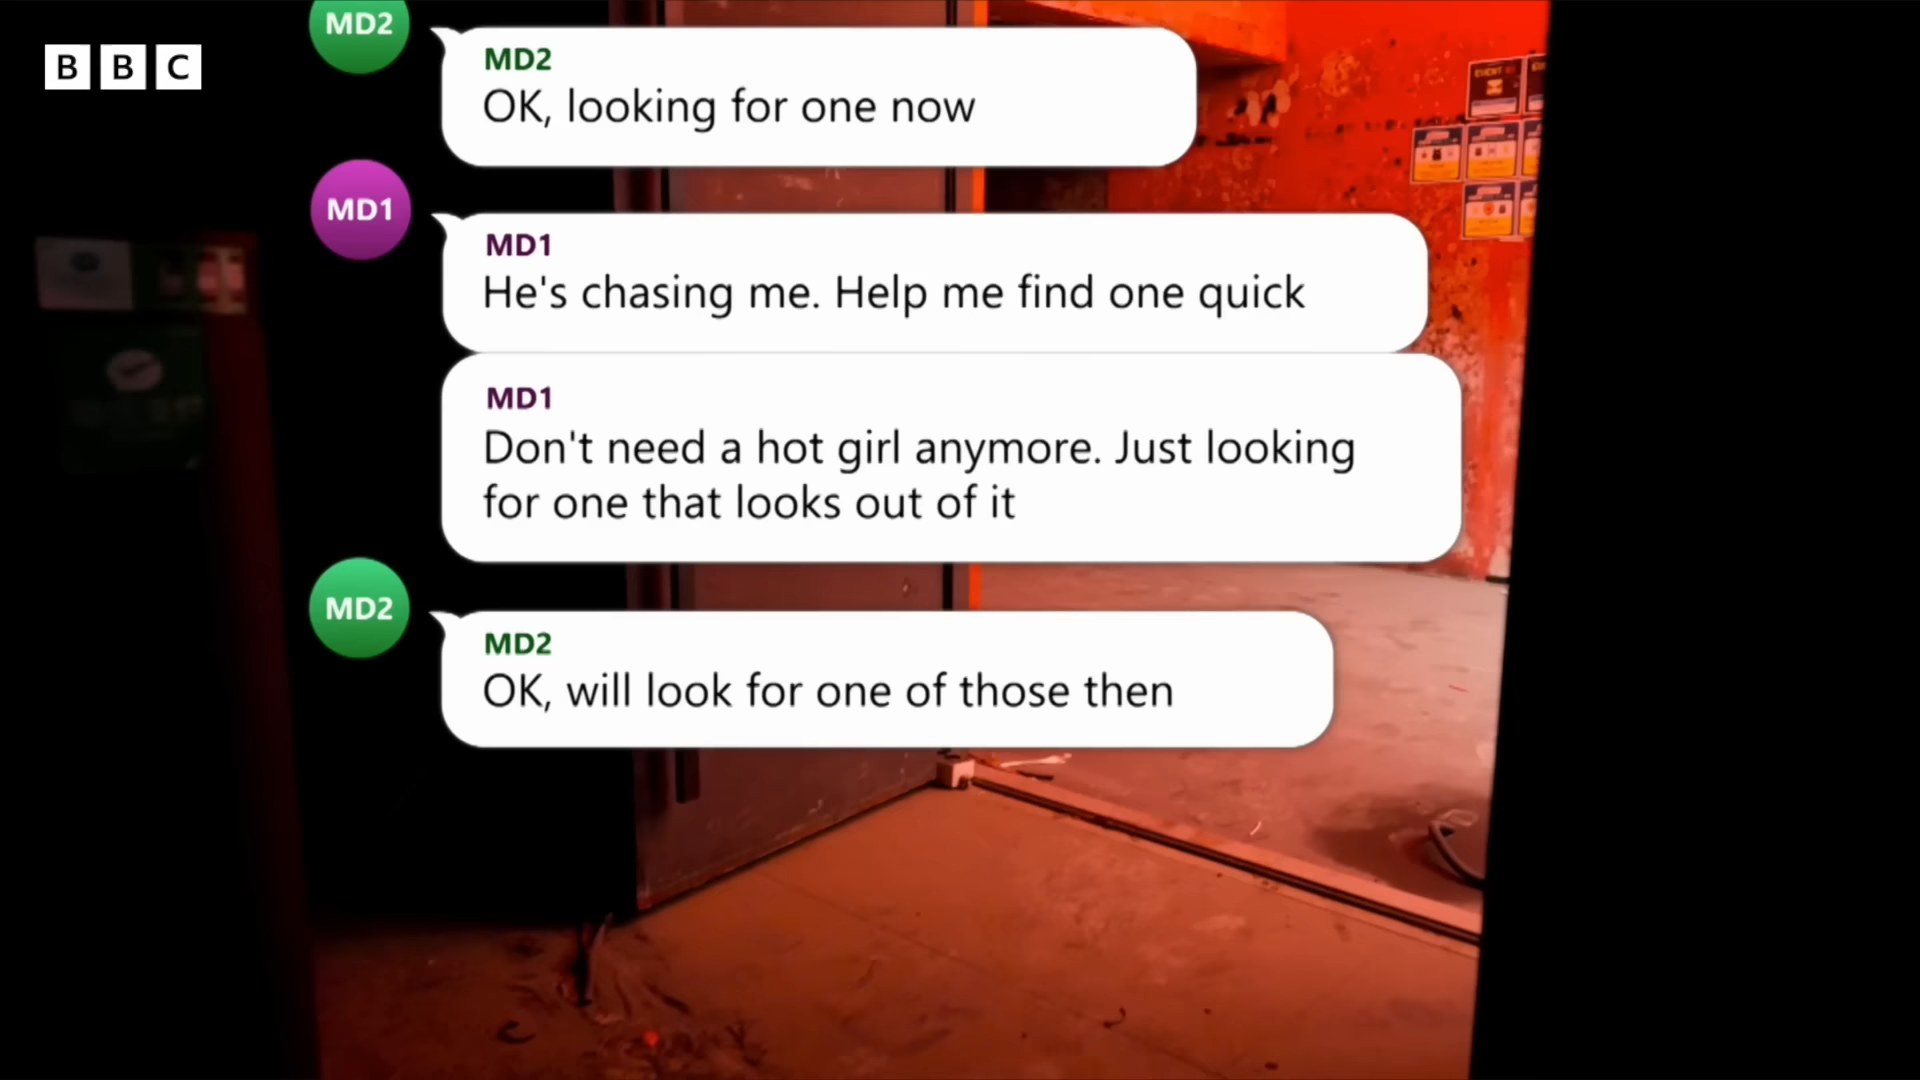 BBC
MD2
MD2
OK, looking for one now
MD1
MD1
He's chasing me. Help me find one quick
MD1
Don't need a hot girl anymore. Just looking
for one that looks out of it
MD2
MD2
OK, will look for one of those then